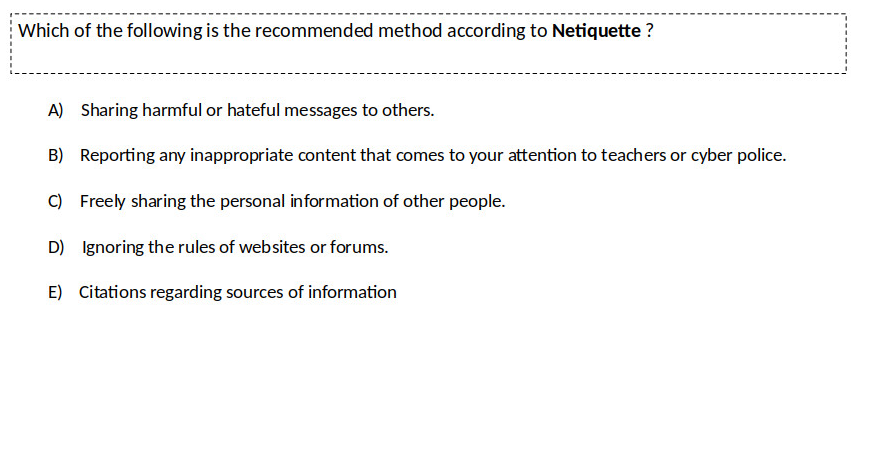 Which of the following is the recommended method according to Netiquette ?
A) Sharing harmful or hateful messages to others.
B) Reporting any inappropriate content that comes to your attention to teachers or cyber police.
C) Freely sharing the personal information of other people.
D) Ignoring the rules of websites or forums.
E) Citations regarding sources of information